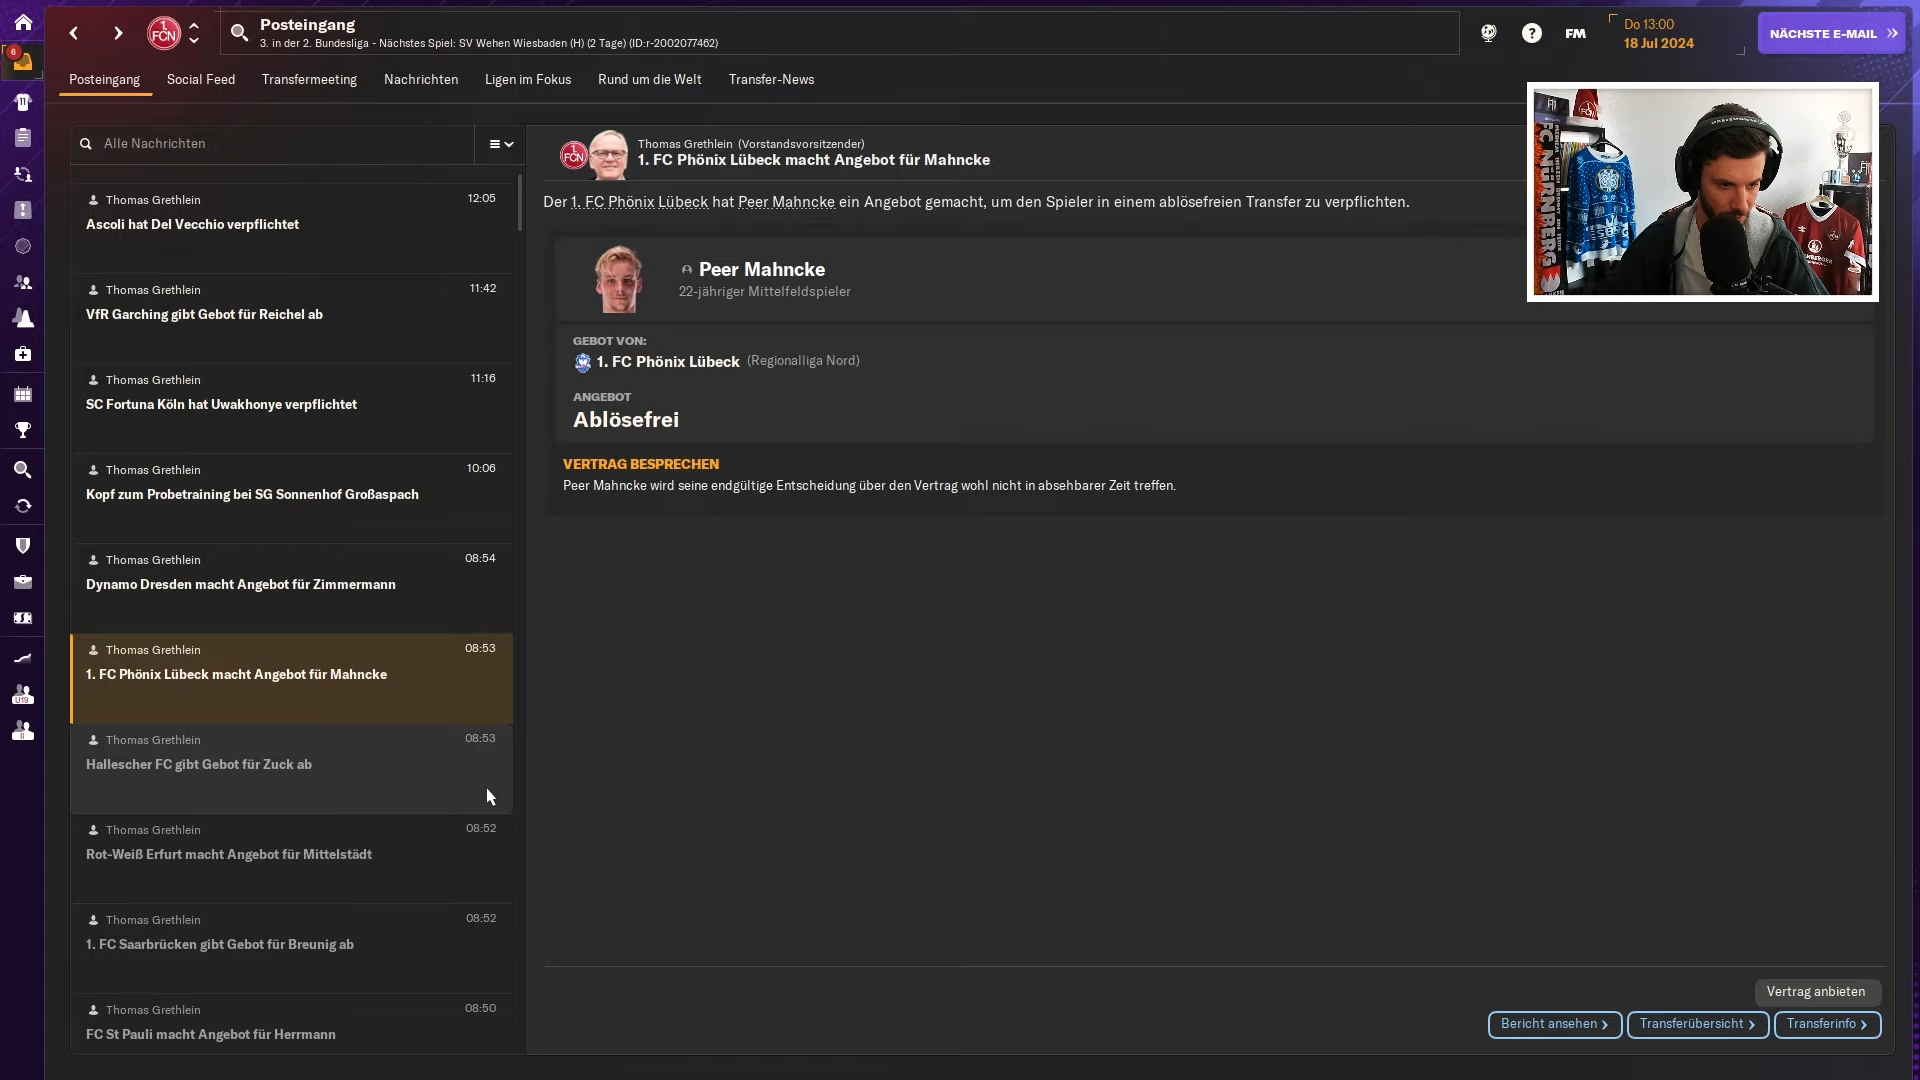 Posteingang
3. in der 2. Bundesliga - Nächstes Spiel: SV Wehen Wiesbaden (H) (2 Tage) (ID:r-2002077462)
FM
Do 13:00
18 Jul 2024
NÄCHSTE E-MAIL
6
Posteingang
Social Feed
Transfermeeting
Nachrichten
Ligen im Fokus
Rund um die Welt
Transfer-News
Alle Nachrichten
Thomas Grethlein
12:05
Ascoli hat Del Vecchio verpflichtet
Thomas Grethlein
11:42
VfR Garching gibt Gebot für Reichel ab
Thomas Grethlein
11:16
SC Fortuna Köln hat Uwakhonye verpflichtet
Thomas Grethlein
10:06
Kopf zum Probetraining bei SG Sonnenhof Großaspach
Thomas Grethlein
08:54
Dynamo Dresden macht Angebot für Zimmermann
Thomas Grethlein
08:53
1. FC Phönix Lübeck macht Angebot für Mahncke
Thomas Grethlein
08:53
Hallescher FC gibt Gebot für Zuck ab
Thomas Grethlein
08:52
Rot-Weiß Erfurt macht Angebot für Mittelstädt
Thomas Grethlein
08:52
1. FC Saarbrücken gibt Gebot für Breunig ab
Thomas Grethlein
08:50
FC St Pauli macht Angebot für Herrmann
Thomas Grethlein (Vorstandsvorsitzender)
1. FC Phönix Lübeck macht Angebot für Mahncke
Der 1. FC Phönix Lübeck hat Peer Mahncke ein Angebot gemacht, um den Spieler in einem ablösefreien Transfer zu verpflichten.
Peer Mahncke
22-jähriger Mittelfeldspieler
GEBOT VON:
1. FC Phönix Lübeck (Regionalliga Nord)
ANGEBOT
Ablösefrei
VERTRAG BESPRECHEN
Peer Mahncke wird seine endgültige Entscheidung über den Vertrag wohl nicht in absehbarer Zeit treffen.
Vertrag anbieten
Bericht ansehen
Transferübersicht
Transferinfo
1. FCN
FC NÜRNBERG
U19
II